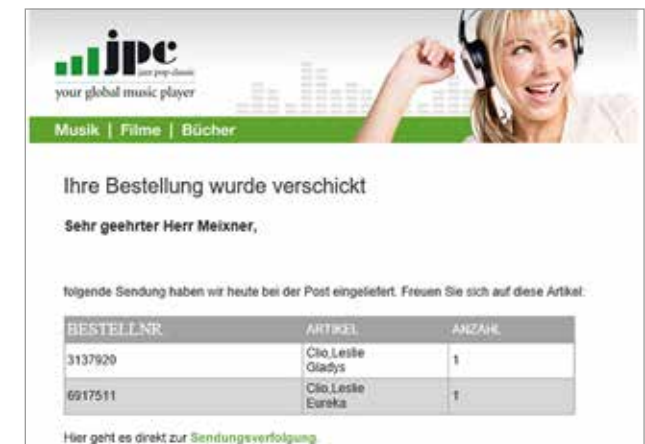 jpc
jazz pop classic
your global music player
Musik | Filme | Bücher
Ihre Bestellung wurde verschickt
Sehr geehrter Herr Meixner,
folgende Sendung haben wir heute bei der Post eingeliefert. Freuen Sie sich auf diese Artikel:
BESTELLNR ARTIKEL ANZAHL
3137920 Clio,Leslie Gladys 1
6917511 Clio,Leslie Eureka 1
Hier geht es direkt zur Sendungsverfolgung.